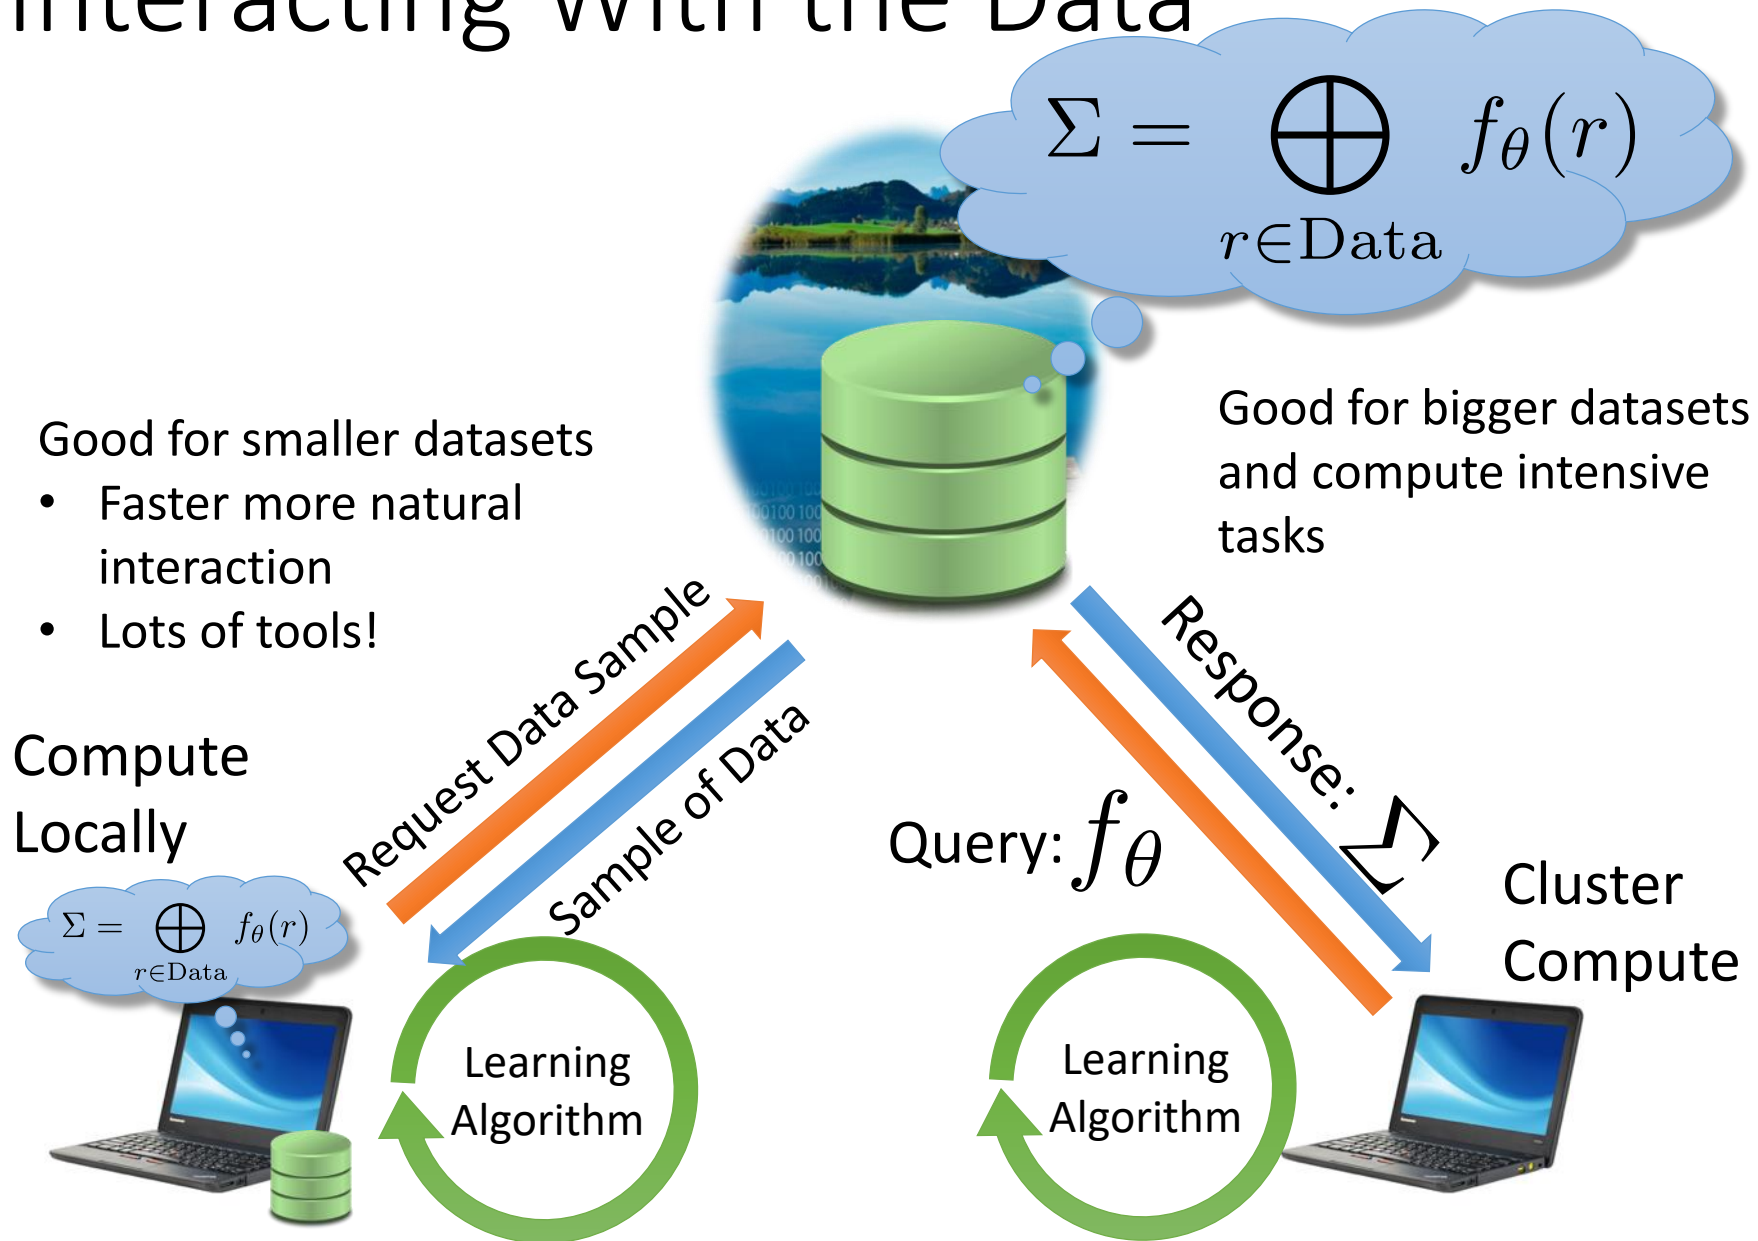 Interacting With the Data
Σ = ⨁ f_θ(r)
r∈Data
Good for smaller datasets
• Faster more natural
interaction
• Lots of tools!
Good for bigger datasets
and compute intensive
tasks
Request Data Sample
Sample of Data
Response: Σ
Query: f_θ
Compute
Locally
Σ = ⨁ f_θ(r)
r∈Data
Cluster
Compute
Learning
Algorithm
Learning
Algorithm